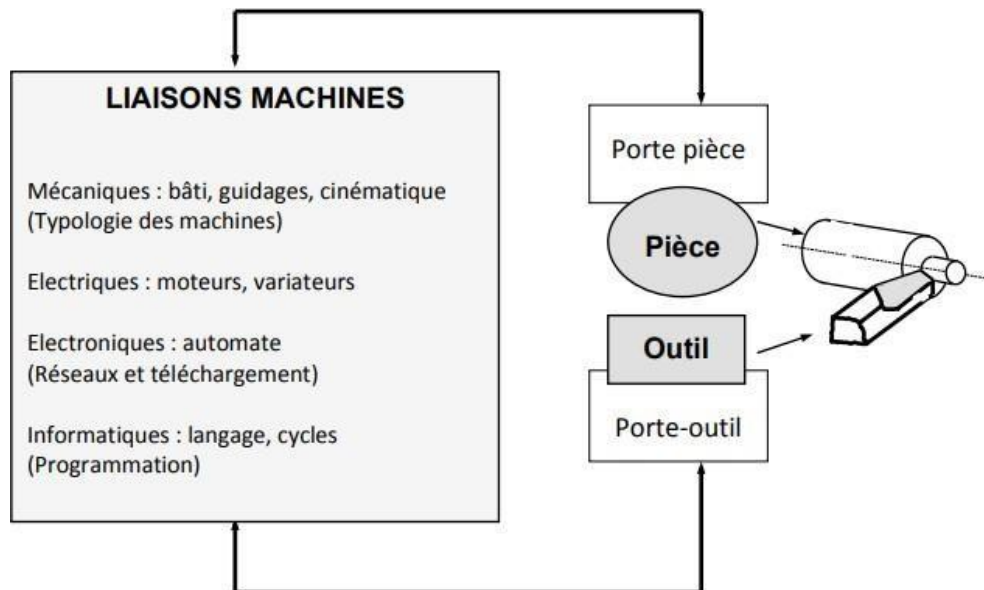 LIAISONS MACHINES
Mécaniques : bâti, guidages, cinématique
(Typologie des machines)
Electriques : moteurs, variateurs
Electroniques : automate
(Réseaux et téléchargement)
Informatiques : langage, cycles
(Programmation)
Porte pièce
Pièce
Outil
Porte-outil